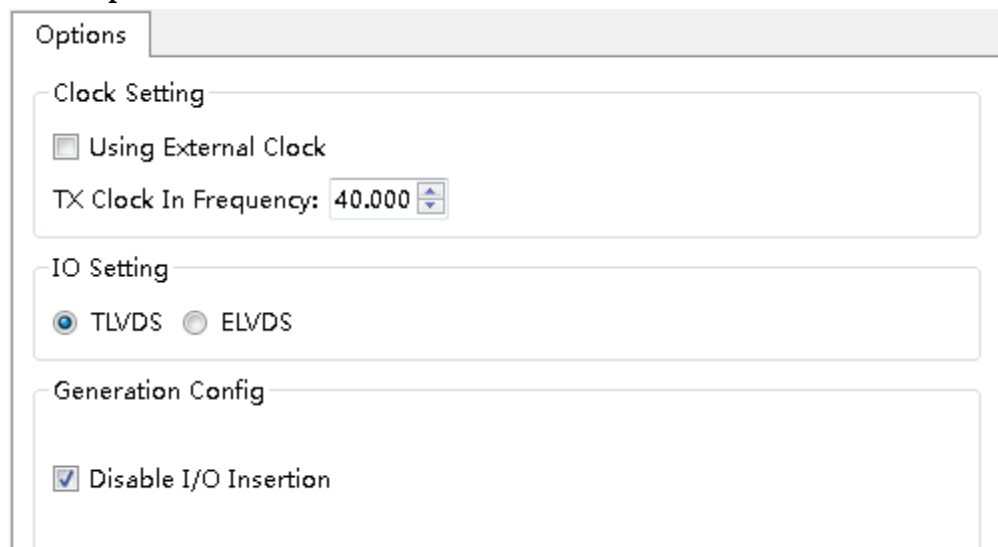 Options
Clock Setting
Using External Clock
TX Clock In Frequency: 40.000
IO Setting
TLVDS ELVDS
Generation Config
Disable I/O Insertion